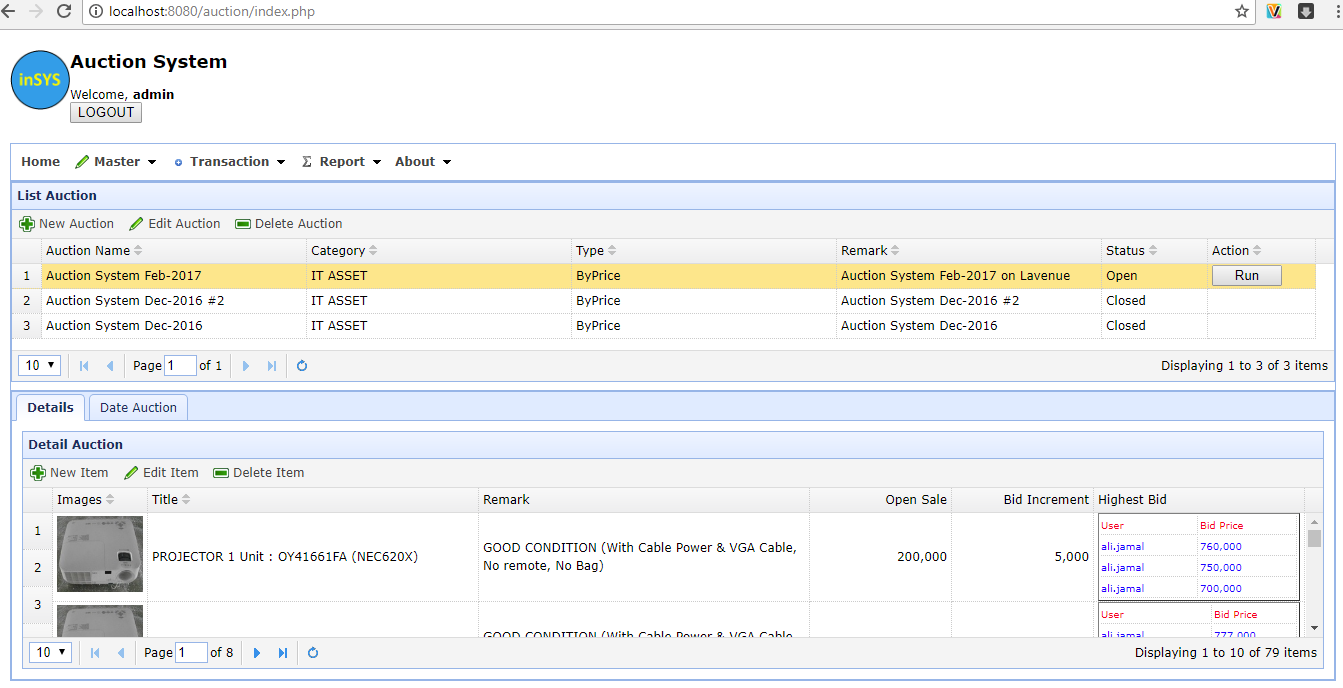 localhost:8080/auction/index.php
inSYS
Auction System
Welcome, admin
LOGOUT
Home Master Transaction Σ Report About
List Auction
New Auction Edit Auction Delete Auction
Auction Name Category Type Remark Status Action
1 Auction System Feb-2017 IT ASSET ByPrice Auction System Feb-2017 on Lavenue Open Run
2 Auction System Dec-2016 #2 IT ASSET ByPrice Auction System Dec-2016 #2 Closed
3 Auction System Dec-2016 IT ASSET ByPrice Auction System Dec-2016 Closed
10 Page 1 of 1 Displaying 1 to 3 of 3 items
Details Date Auction
Detail Auction
New Item Edit Item Delete Item
Images Title Remark Open Sale Bid Increment Highest Bid
1 User Bid Price
ali.jamal 760,000
PROJECTOR 1 Unit : OY41661FA (NEC620X) GOOD CONDITION (With Cable Power & VGA Cable, No remote, No Bag) 200,000 5,000
2 ali.jamal 750,000
ali.jamal 700,000
3 User Bid Price
GOOD CONDITION (With Cable Power & VGA Cable, ali.jamal 777,000
10 Page 1 of 8 Displaying 1 to 10 of 79 items